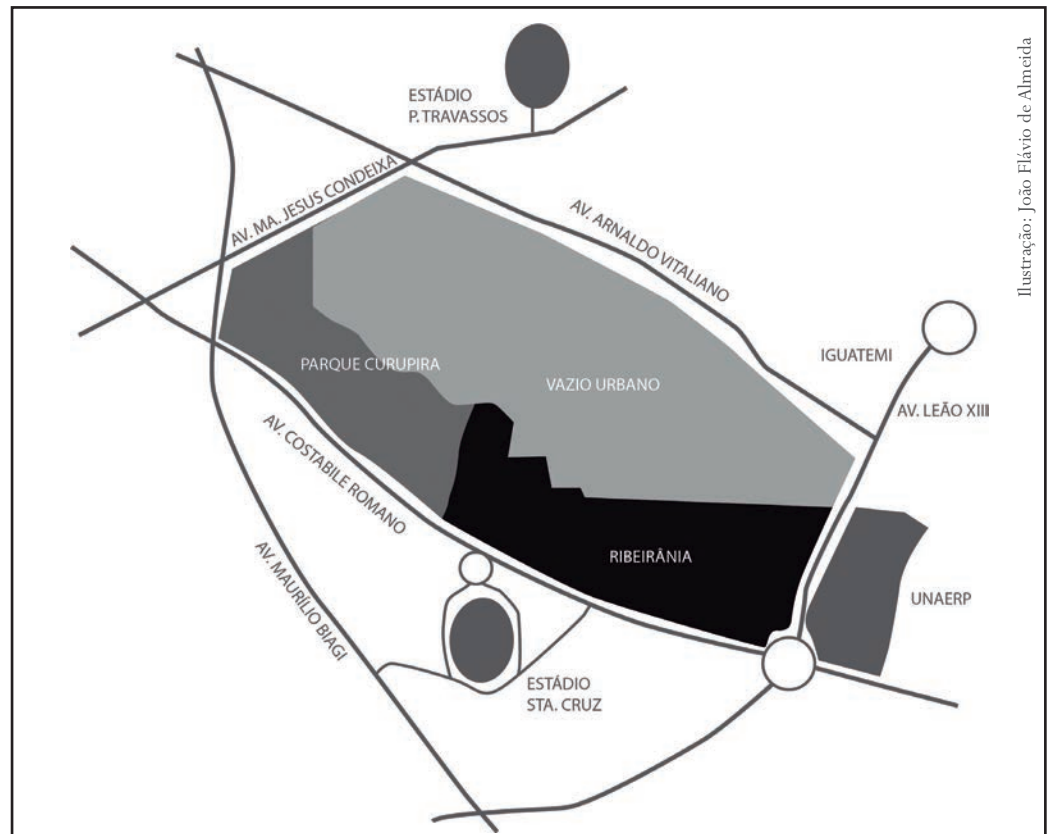 ESTÁDIO
P. TRAVASSOS
AV. MA. JESUS CONDEIXA
AV. ARNALDO VITALIANO
IGUATEMI
AV. LEÃO XIII
PARQUE CURUPIRA
VAZIO URBANO
AV. COSTABILE ROMANO
AV. MAURÍLIO BIAGI
RIBEIRÂNIA
UNAERP
ESTÁDIO
STA. CRUZ
Ilustração: João Flávio de Almeida